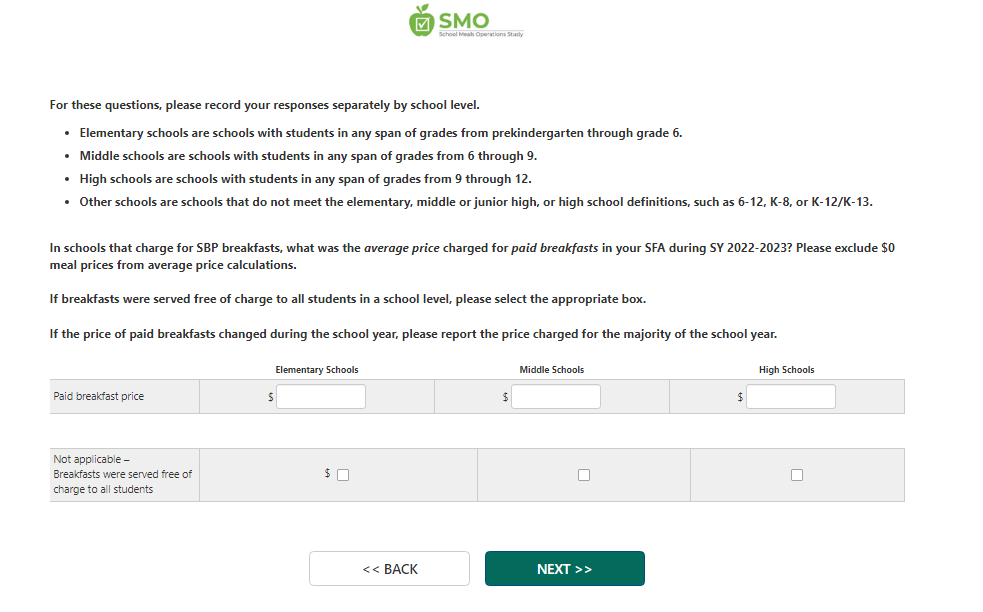 SMO
School Meals Operations Study
For these questions, please record your responses separately by school level.
• Elementary schools are schools with students in any span of grades from prekindergarten through grade 6.
• Middle schools are schools with students in any span of grades from 6 through 9.
• High schools are schools with students in any span of grades from 9 through 12.
• Other schools are schools that do not meet the elementary, middle or junior high, or high school definitions, such as 6-12, K-8, or K-12/K-13.
In schools that charge for SBP breakfasts, what was the average price charged for paid breakfasts in your SFA during SY 2022-2023? Please exclude $0
meal prices from average price calculations.
If breakfasts were served free of charge to all students in a school level, please select the appropriate box.
If the price of paid breakfasts changed during the school year, please report the price charged for the majority of the school year.
Elementary Schools Middle Schools High Schools
Paid breakfast price $ $ $
Not applicable –
Breakfasts were served free of $
charge to all students
<< BACK NEXT >>